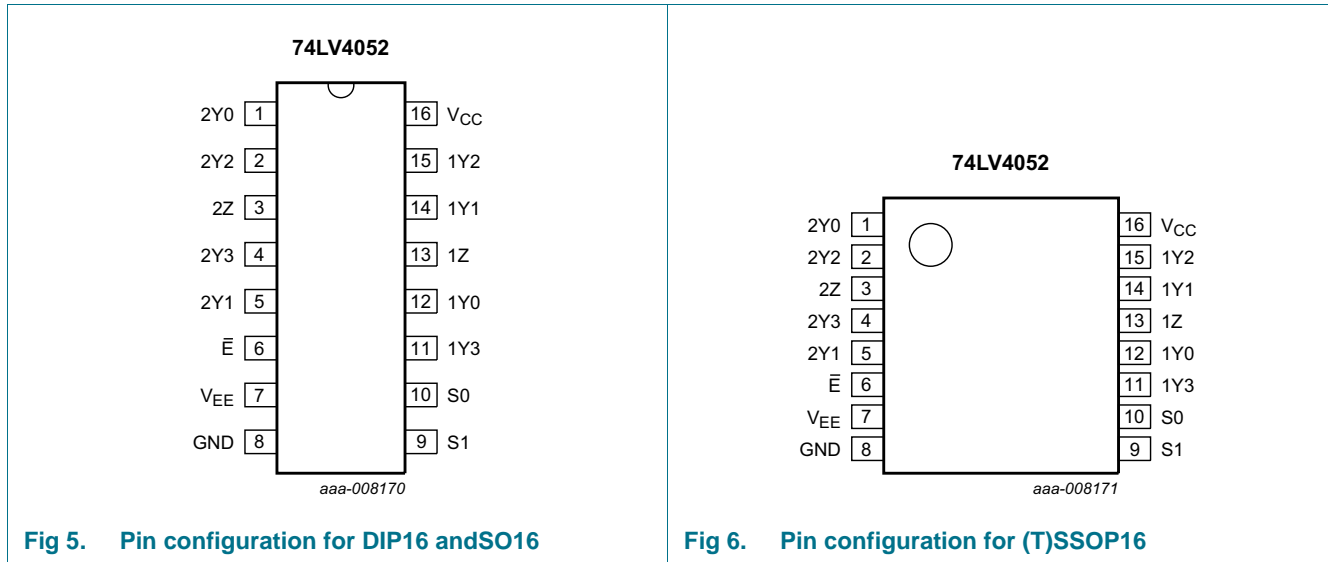 74LV4052
2Y0 1 16 VCC
2Y2 2 15 1Y2
2Z 3 14 1Y1
2Y3 4 13 1Z
2Y1 5 12 1Y0
E̅ 6 11 1Y3
VEE 7 10 S0
GND 8 9 S1
aaa-008170
Fig 5. Pin configuration for DIP16 andSO16
74LV4052
2Y0 1 16 VCC
2Y2 2 15 1Y2
2Z 3 14 1Y1
2Y3 4 13 1Z
2Y1 5 12 1Y0
E̅ 6 11 1Y3
VEE 7 10 S0
GND 8 9 S1
aaa-008171
Fig 6. Pin configuration for (T)SSOP16